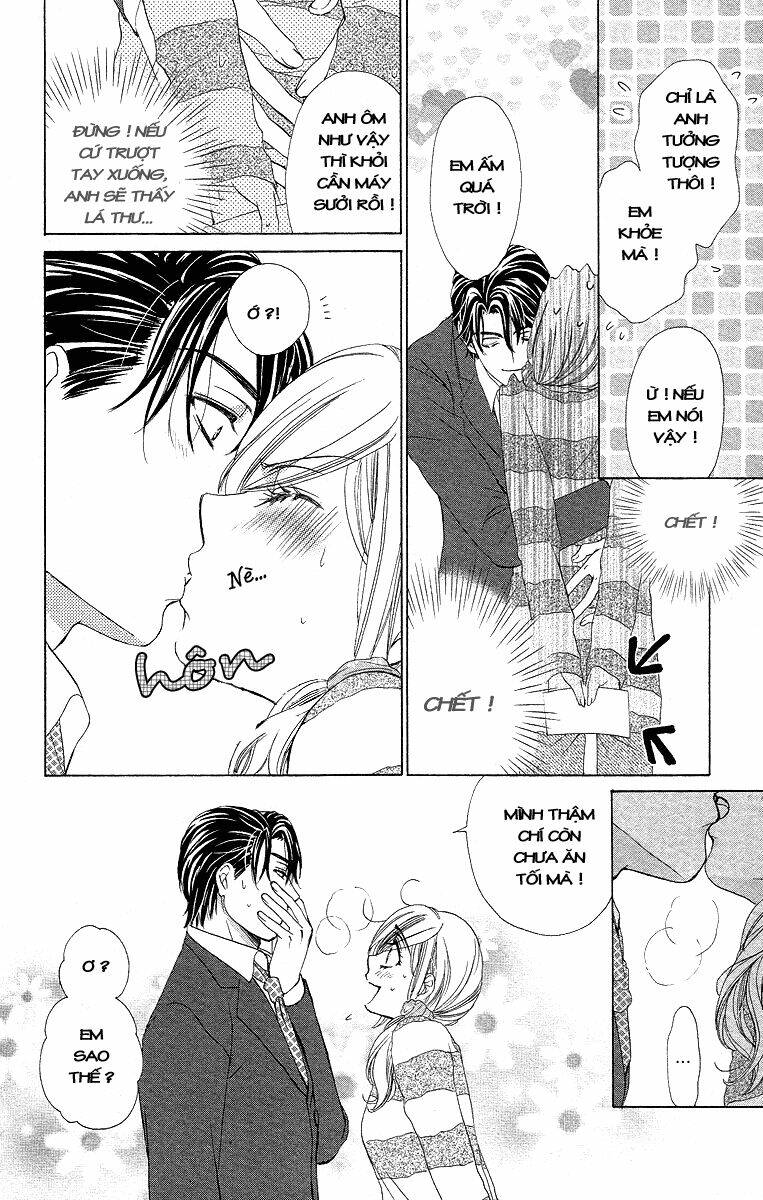 CHỈ LÀ
ANH
TƯỞNG
TƯỢNG
THÔI !
EM
KHỎE
MÀ !
Ừ ! NẾU
EM NÓI
VẬY !
EM ẤM
QUÁ
TRỜI !
CHẾT !
CHẾT !
ANH ÔM
NHƯ VẬY
THÌ KHỎI
CẦN MÁY
SƯỞI RỒI !
ĐỪNG ! NẾU
CỨ TRƯỢT
TAY XUỐNG,
ANH SẼ THẤY
LÁ THƯ...
Ớ ?!
Nè...
hôn
...
MÌNH THẬM
CHÍ CÒN
CHƯA ĂN
TỐI MÀ !
Ơ ?
EM
SAO
THẾ ?